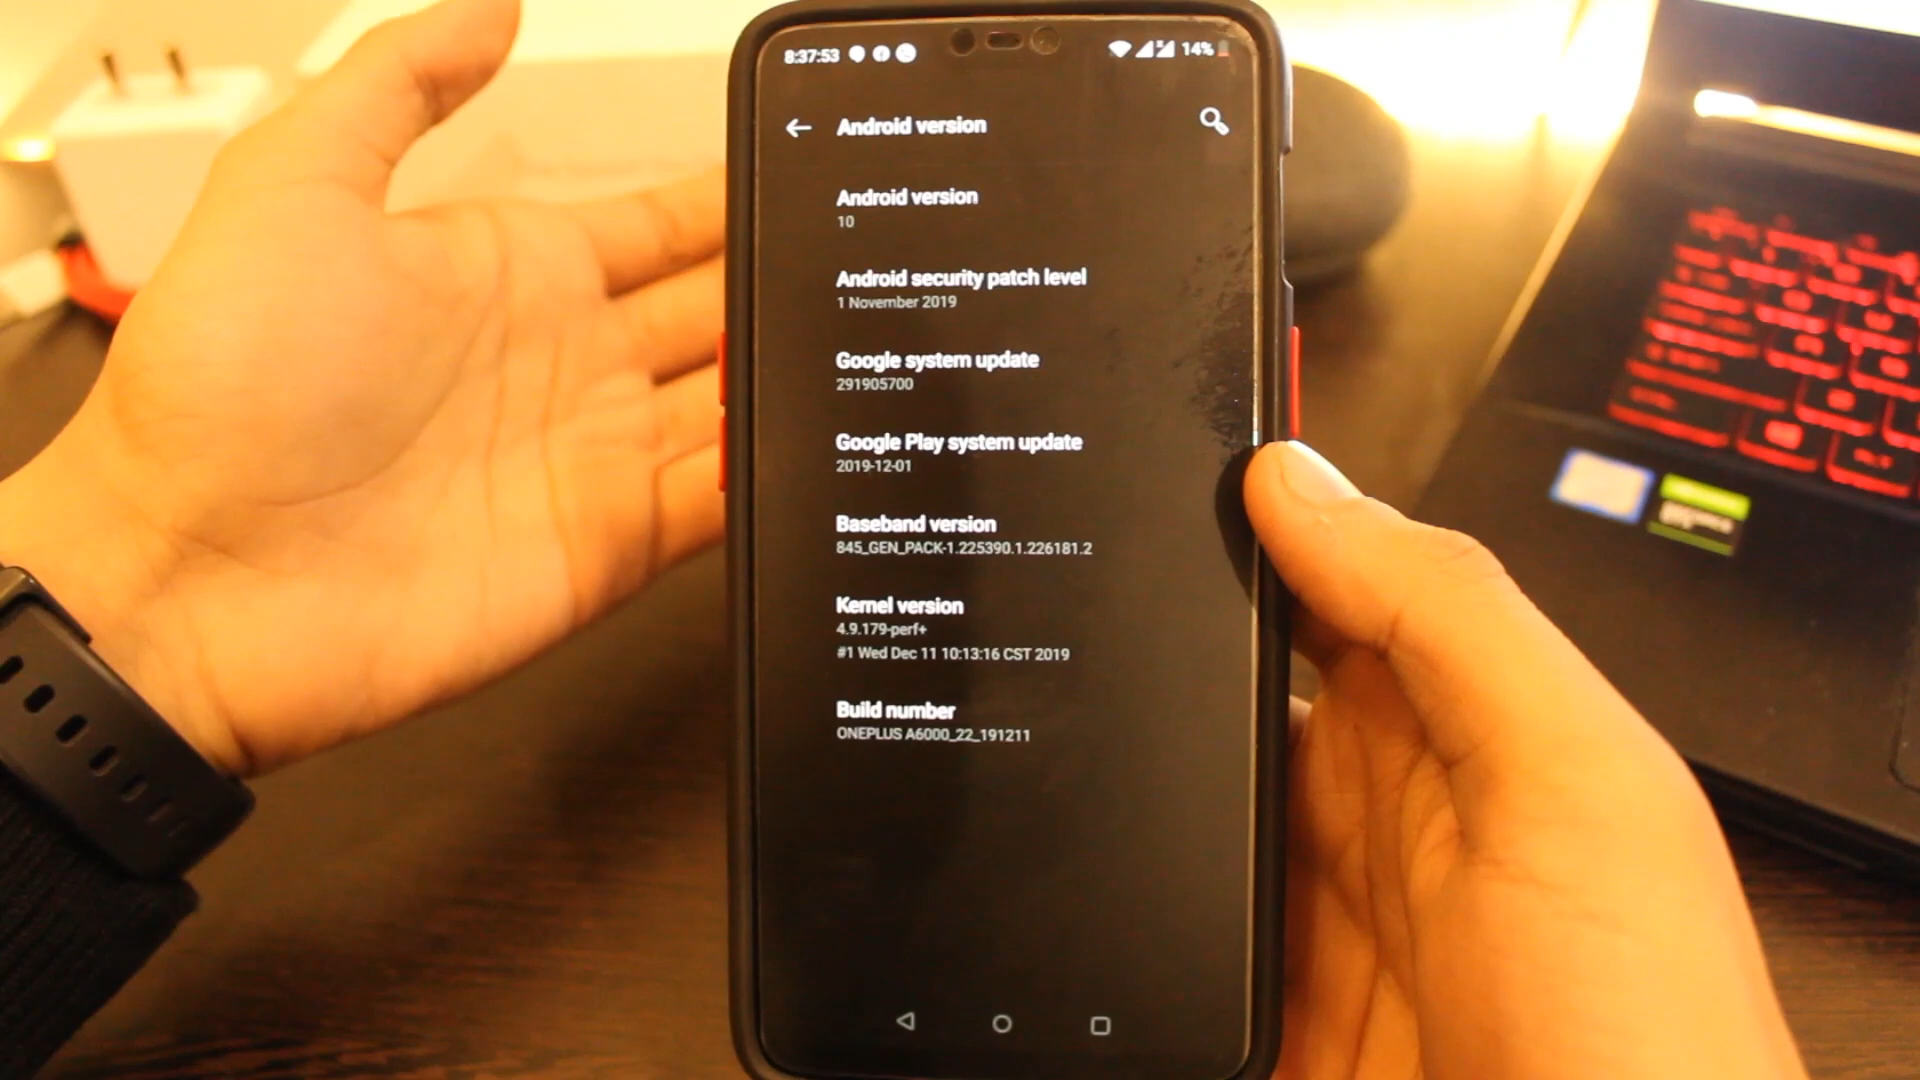 8:37:53 14%
Android version
Android version
10
Android security patch level
1 November 2019
Google system update
291905700
Google Play system update
2019-12-01
Baseband version
845_GEN_PACK-1.225390.1.226181.2
Kernel version
4.9.179-perf+
#1 Wed Dec 11 10:13:16 CST 2019
Build number
ONEPLUS A6000_22_191211